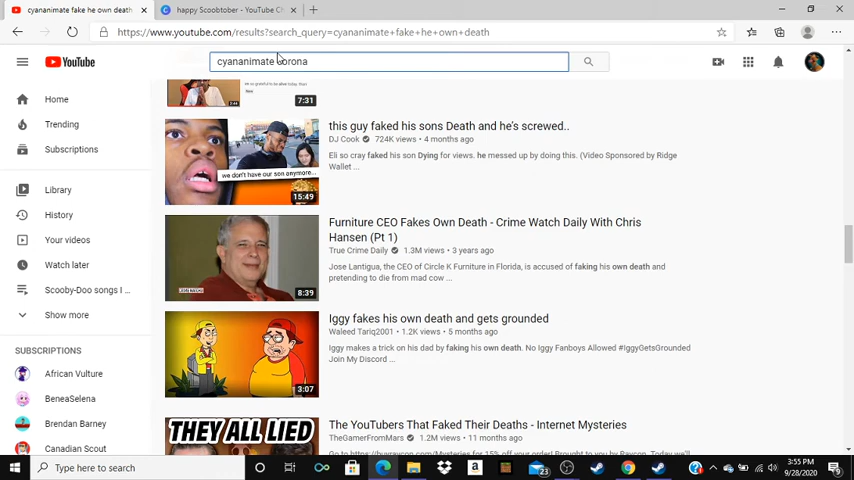 cyananimate fake he own death
happy Scoobtober - YouTube C
https://www.youtube.com/results?search_query=cyananimate+fake+he+own+death
YouTube
cyananimate corona
Home
Trending
Subscriptions
Library
History
Your videos
Watch later
Scooby-Doo songs I ...
Show more
SUBSCRIPTIONS
African Vulture
BeneaSelena
Brendan Barney
Canadian Scout
7:31
we don't have our son anymore...
15:49
this guy faked his sons Death and he's screwed..
DJ Cook 724K views • 4 months ago
Eli so cray faked his son Dying for views. he messed up by doing this. (Video Sponsored by Ridge
Wallet ...
8:39
Furniture CEO Fakes Own Death - Crime Watch Daily With Chris
Hansen (Pt 1)
True Crime Daily 1.3M views • 3 years ago
Jose Lantigua, the CEO of Circle K Furniture in Florida, is accused of faking his own death and
pretending to die from mad cow ...
3:07
Iggy fakes his own death and gets grounded
Waleed Tariq2001 • 1.2K views • 5 months ago
Iggy makes a trick on his dad by faking his own death. No Iggy Fanboys Allowed #IggyGetsGrounded
Join My Discord ...
THEY ALL LIED
The YouTubers That Faked Their Deaths - Internet Mysteries
TheGamerFromMars 1.2M views • 11 months ago
Type here to search
23
3:55 PM
9/28/2020